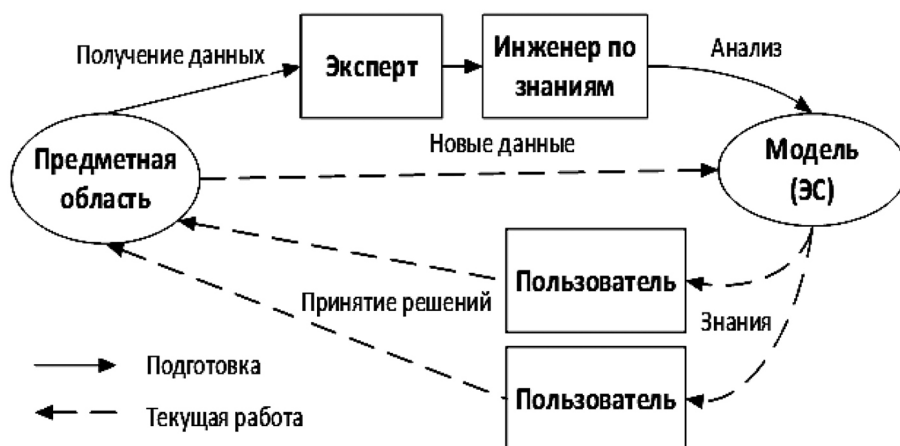 Получение данных
Эксперт
Инженер по
знаниям
Анализ
Предметная
область
Новые данные
Модель
(ЭС)
Пользователь
Принятие решений
Знания
Пользователь
Подготовка
Текущая работа